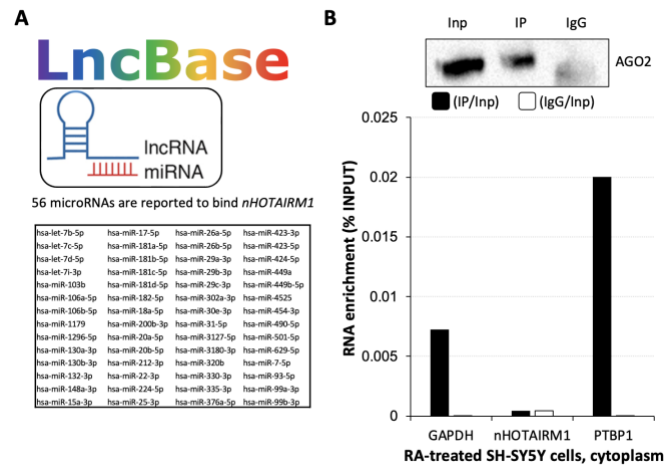 A
LncBase
lncRNA
miRNA
56 microRNAs are reported to bind nHOTAIRM1
hsa-let-7b-5p hsa-miR-17-5p hsa-miR-26a-5p hsa-miR-423-3p
hsa-let-7c-5p hsa-miR-181a-5p hsa-miR-26b-5p hsa-miR-423-5p
hsa-let-7d-5p hsa-miR-181b-5p hsa-miR-29a-3p hsa-miR-424-5p
hsa-let-7i-3p hsa-miR-181c-5p hsa-miR-29b-3p hsa-miR-449a
hsa-miR-103b hsa-miR-181d-5p hsa-miR-29c-3p hsa-miR-449b-5p
hsa-miR-106a-5p hsa-miR-182-5p hsa-miR-302a-3p hsa-miR-4525
hsa-miR-106b-5p hsa-miR-18a-5p hsa-miR-30e-3p hsa-miR-454-3p
hsa-miR-1179 hsa-miR-200b-3p hsa-miR-31-5p hsa-miR-490-5p
hsa-miR-1296-5p hsa-miR-20a-5p hsa-miR-3127-5p hsa-miR-501-5p
hsa-miR-130a-3p hsa-miR-20b-5p hsa-miR-3180-3p hsa-miR-629-5p
hsa-miR-130b-3p hsa-miR-212-3p hsa-miR-320b hsa-miR-7-5p
hsa-miR-132-3p hsa-miR-22-3p hsa-miR-330-3p hsa-miR-93-5p
hsa-miR-148a-3p hsa-miR-224-5p hsa-miR-335-3p hsa-miR-99a-3p
hsa-miR-15a-3p hsa-miR-25-3p hsa-miR-376a-5p hsa-miR-99b-3p
B
Inp IP IgG
AGO2
(IP/Inp) (IgG/Inp)
RNA enrichment (% INPUT)
0.025
0.02
0.015
0.01
0.005
0
GAPDH nHOTAIRM1 PTBP1
RA-treated SH-SY5Y cells, cytoplasm